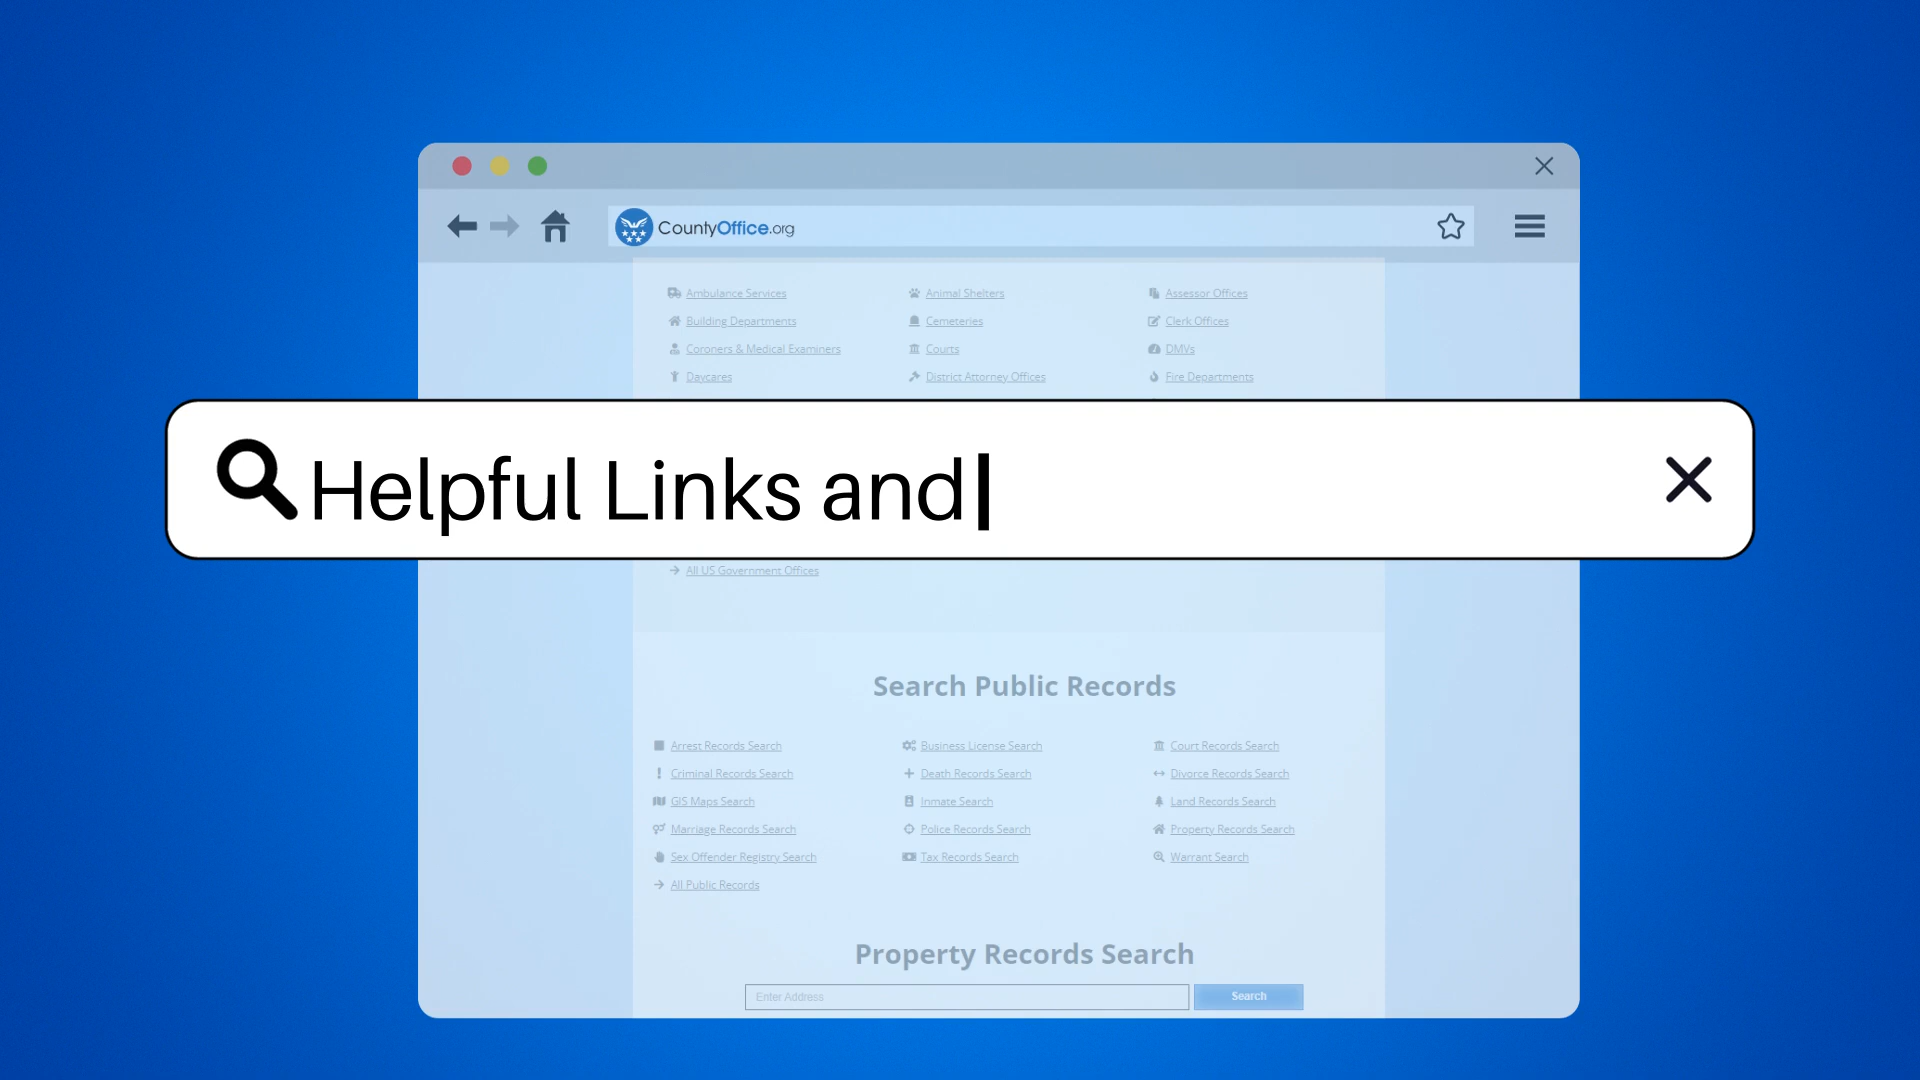 CountyOffice.org
Ambulance Services Animal Shelters Assessor Offices
Building Departments Cemeteries Clerk Offices
Coroners & Medical Examiners Courts DMVs
Daycares District Attorney Offices Fire Departments
Helpful Links and
All US Government Offices
Search Public Records
Arrest Records Search Business License Search Court Records Search
Criminal Records Search Death Records Search Divorce Records Search
GIS Maps Search Inmate Search Land Records Search
Marriage Records Search Police Records Search Property Records Search
Sex Offender Registry Search Tax Records Search Warrant Search
All Public Records
Property Records Search
Enter Address Search